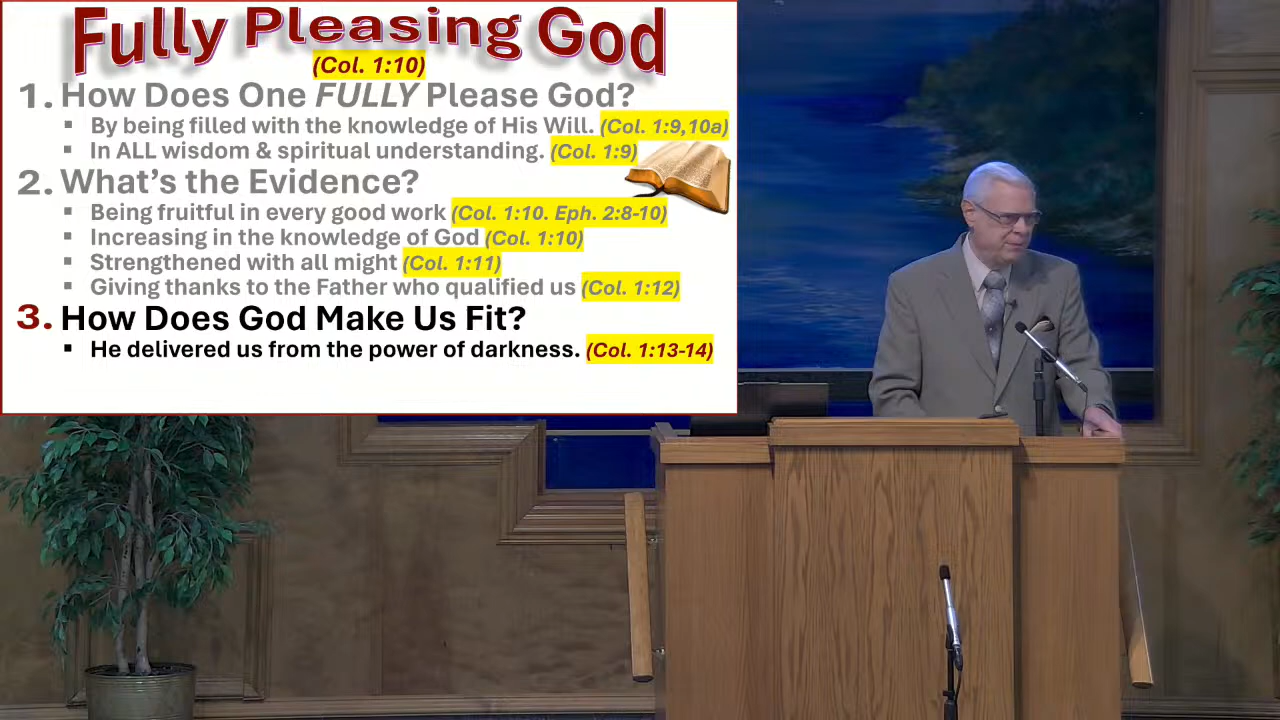 Fully Pleasing God
(Col. 1:10)
1. How Does One FULLY Please God?
▪ By being filled with the knowledge of His Will. (Col. 1:9,10a)
▪ In ALL wisdom & spiritual understanding. (Col. 1:9)
2. What's the Evidence?
▪ Being fruitful in every good work (Col. 1:10. Eph. 2:8-10)
▪ Increasing in the knowledge of God (Col. 1:10)
▪ Strengthened with all might (Col. 1:11)
▪ Giving thanks to the Father who qualified us (Col. 1:12)
3. How Does God Make Us Fit?
▪ He delivered us from the power of darkness. (Col. 1:13-14)